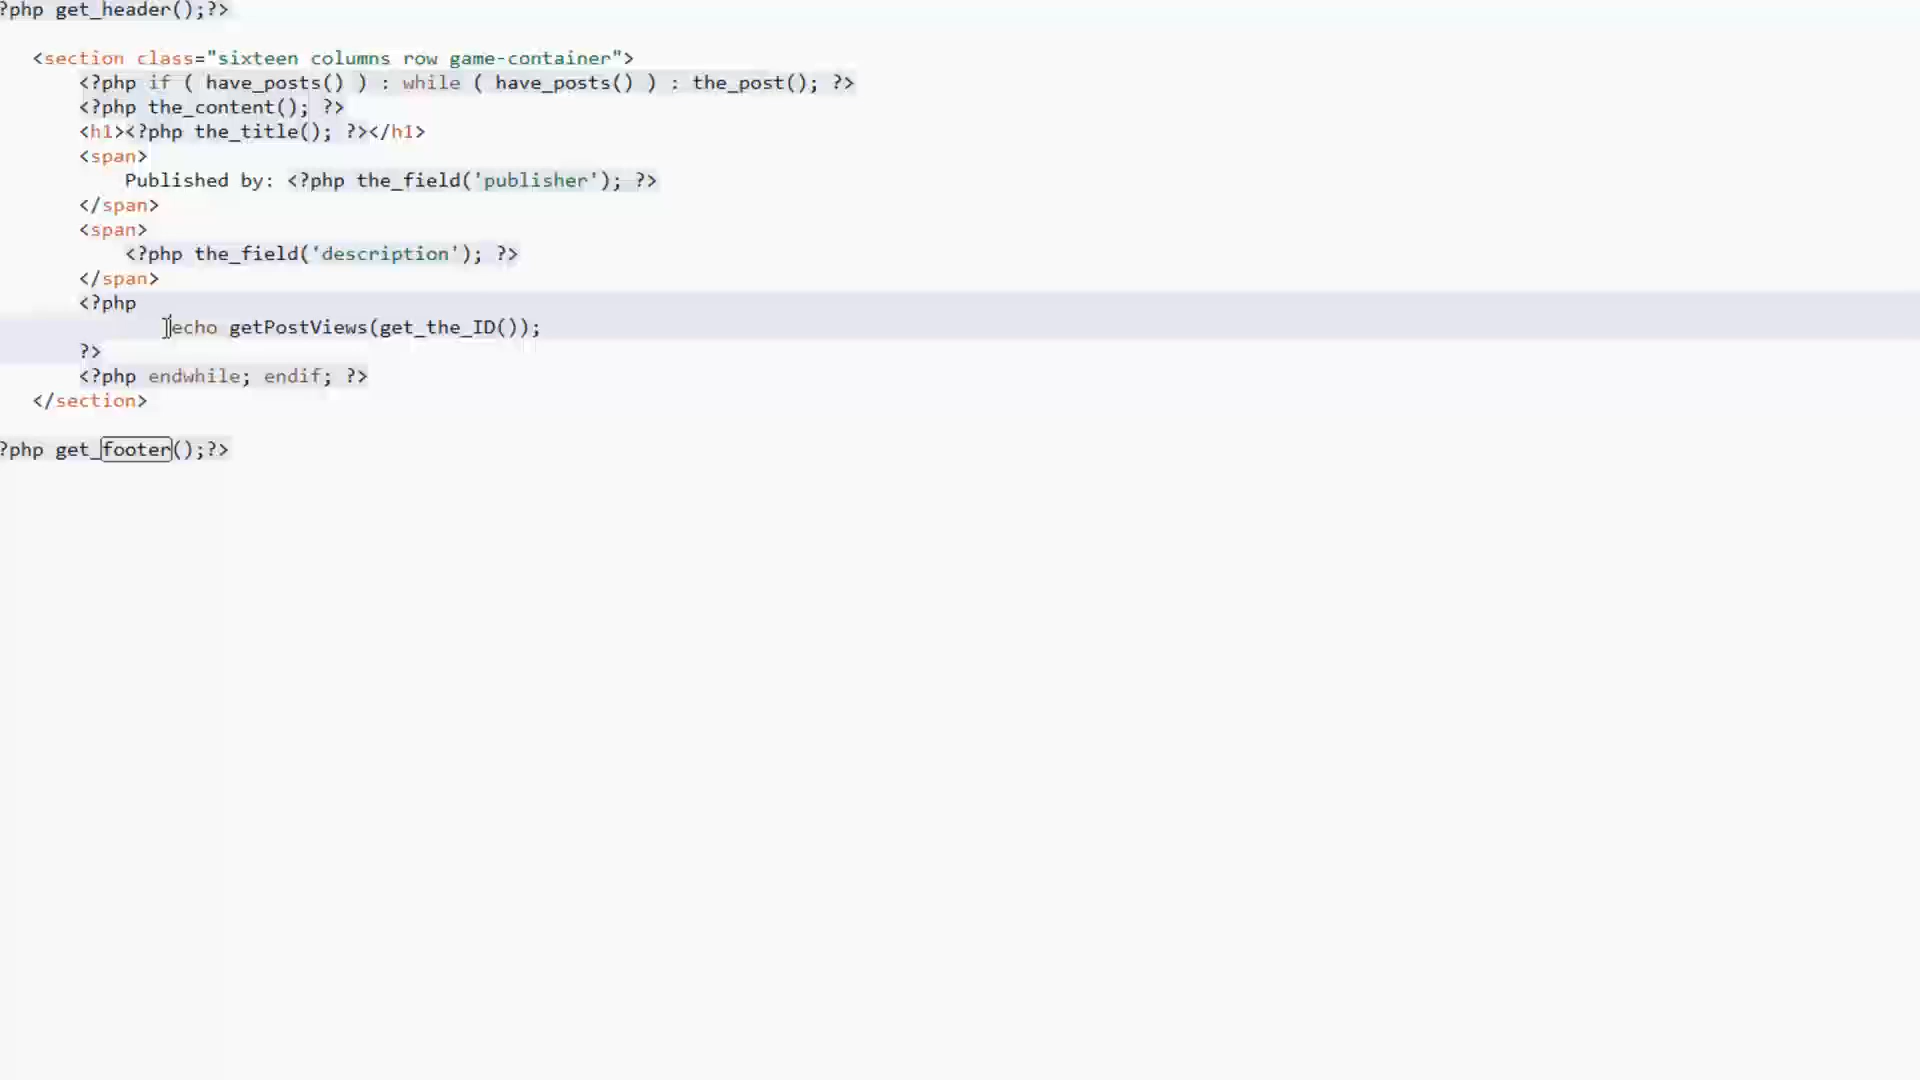 ?php get_header();?>
<section class="sixteen columns row game-container">
<?php if ( have_posts() ) : while ( have_posts() ) : the_post(); ?>
<?php the_content(); ?>
<h1><?php the_title(); ?></h1>
<span>
Published by: <?php the_field('publisher'); ?>
</span>
<span>
<?php the_field('description'); ?>
</span>
<?php
echo getPostViews(get_the_ID());
?>
<?php endwhile; endif; ?>
</section>
?php get_footer();?>